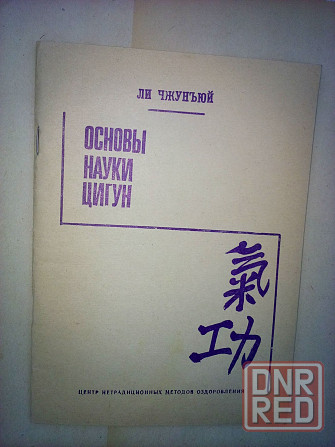 ЛИ ЧЖУНЪЮЙ
ОСНОВЫ
НАУКИ
ЦИГУН
氣
功
ЦЕНТР НЕТРАДИЦИОННЫХ МЕТОДОВ ОЗДОРОВЛЕНИЯ
DNR
RED